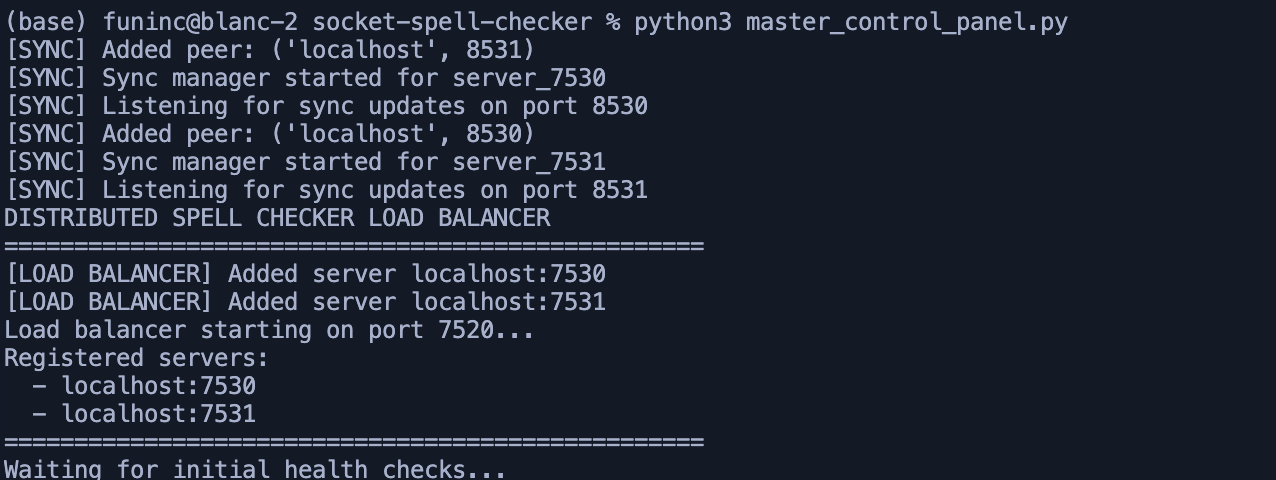 (base) funinc@blanc-2 socket-spell-checker % python3 master_control_panel.py
[SYNC] Added peer: ('localhost', 8531)
[SYNC] Sync manager started for server_7530
[SYNC] Listening for sync updates on port 8530
[SYNC] Added peer: ('localhost', 8530)
[SYNC] Sync manager started for server_7531
[SYNC] Listening for sync updates on port 8531
DISTRIBUTED SPELL CHECKER LOAD BALANCER
==================================================
[LOAD BALANCER] Added server localhost:7530
[LOAD BALANCER] Added server localhost:7531
Load balancer starting on port 7520...
Registered servers:
  - localhost:7530
  - localhost:7531
==================================================
Waiting for initial health checks...